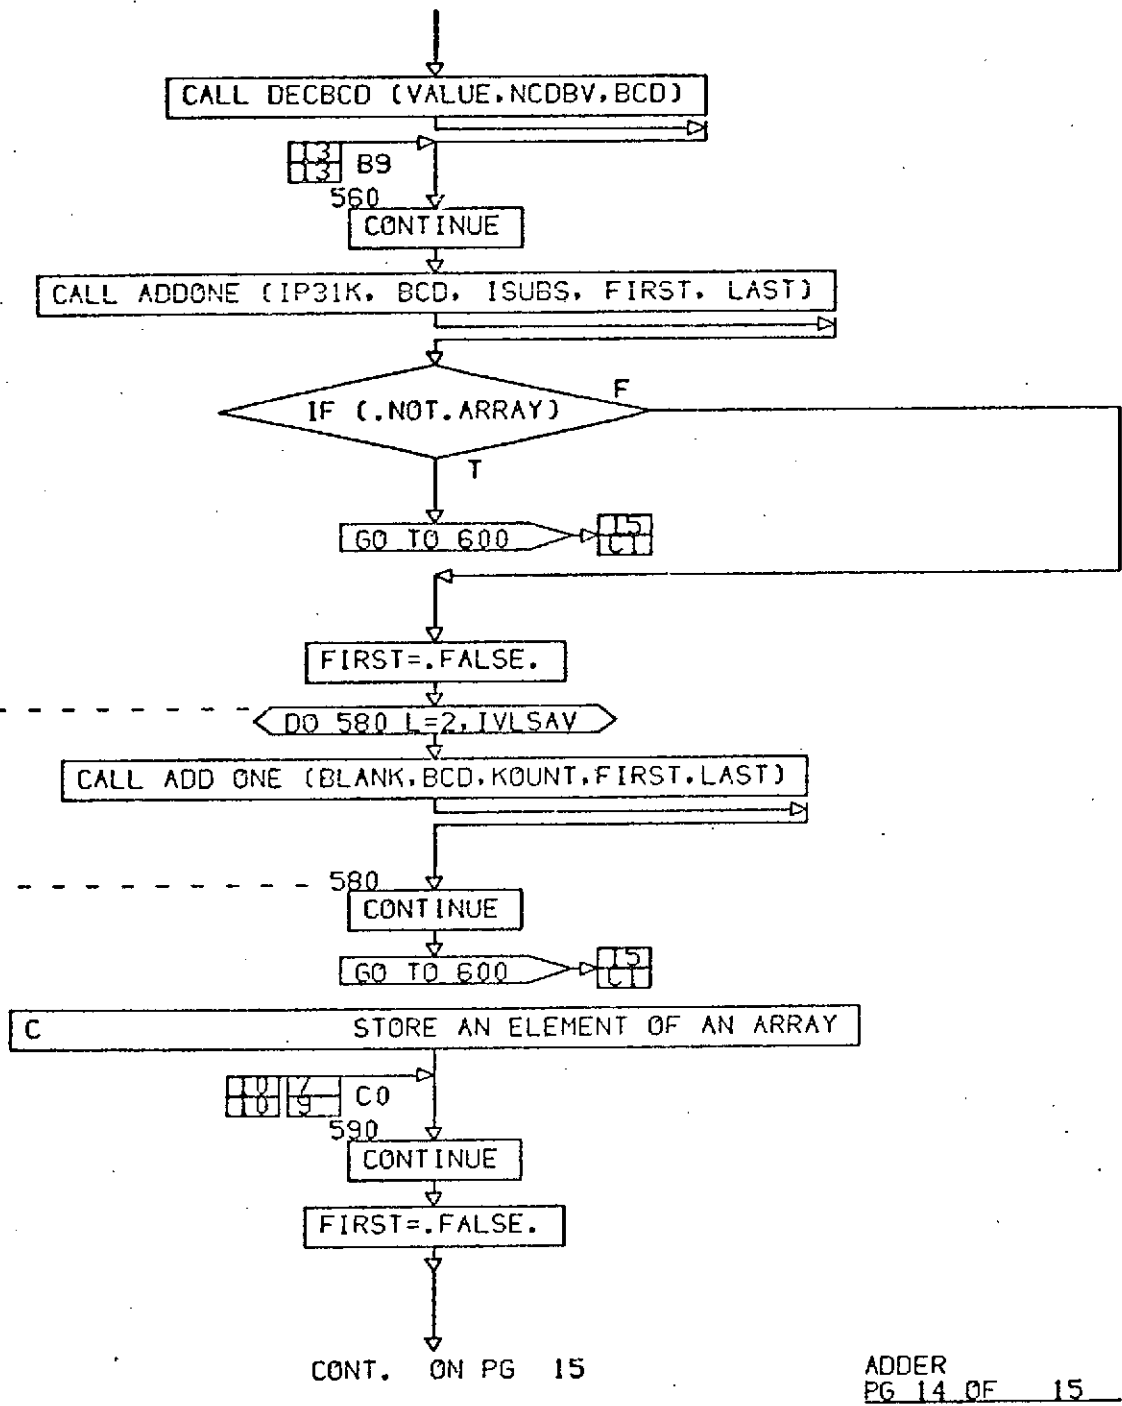 CALL DECBCD (VALUE,NCDBV,BCD)
13
13 B9
560
CONTINUE
CALL ADDONE (IP31K, BCD, ISUBS, FIRST, LAST)
IF (.NOT.ARRAY)
F
T
GO TO 600
15
C1
FIRST=.FALSE.
DO 580 L=2,IVLSAV
CALL ADD ONE (BLANK,BCD,KOUNT,FIRST,LAST)
580
CONTINUE
GO TO 600
15
C1
C STORE AN ELEMENT OF AN ARRAY
10 7
10 9 C0
590
CONTINUE
FIRST=.FALSE.
CONT. ON PG 15
ADDER
PG 14 OF 15